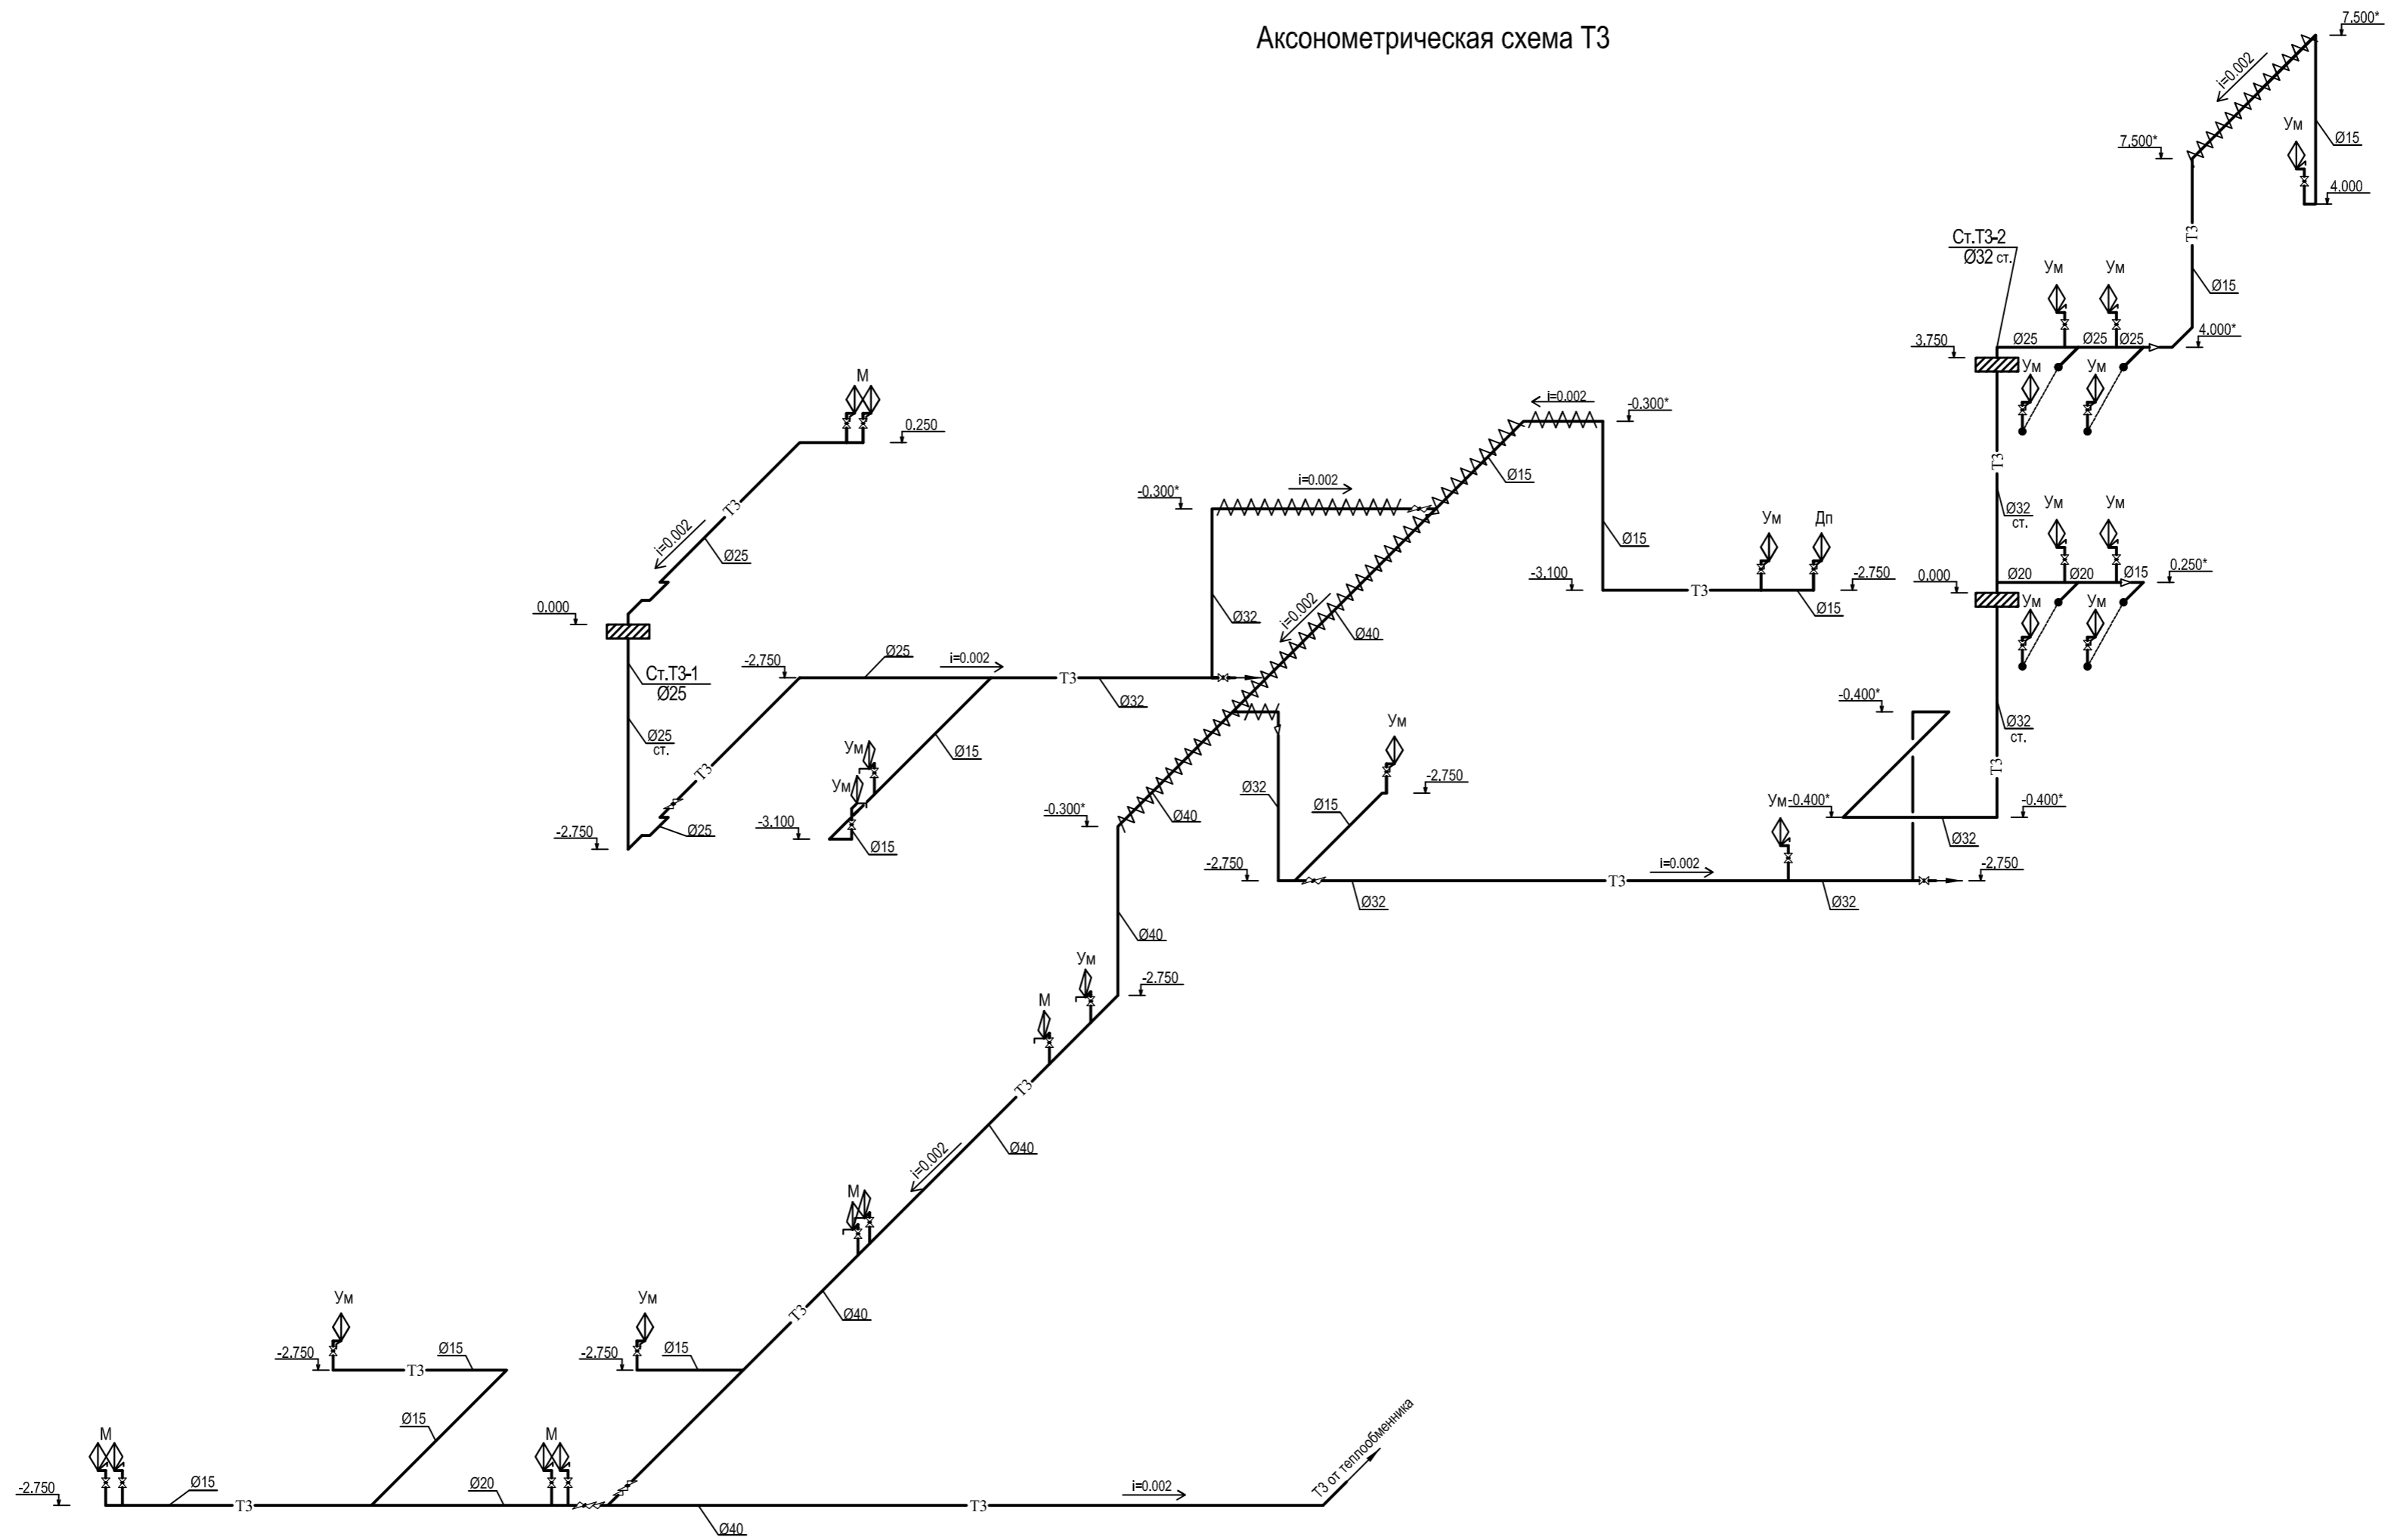 Аксонометрическая схема Т3
7.500*
i=0.002
Ум
Ø15
7.500*
4.000
Т3
Ст.Т3-2
Ø32 ст.
Ум
Ум
Ø15
4.000*
3.750
Ø25
Ø25
Ø25
Ум
Ум
М
0.250
i=0.002
-0.300*
Т3
Ø15
i=0.002
-0.300*
Т3
Ø32
ст.
Ум
Ум
Ум
Дп
i=0.002
Ø25
Ø15
-3.100
-2.750
Т3
Ø15
0.000
Ø20
Ø20
Ø15
0.250*
Ум
Ум
0.000
Ø32
i=0.002
Ø40
Ст.Т3-1
Ø25
-2.750
Ø25
i=0.002
Т3
Ø32
Ø25
ст.
Т3
Ум
Ум
Ø15
-0.400*
Ум
Ø32
ст.
Т3
-2.750
Ø32
Ø15
-0.300*
Ø40
Ум
-0.400*
-0.400*
-2.750
Ø25
-3.100
Ø15
Ø32
-2.750
i=0.002
-2.750
Т3
Ø32
Ø32
Ø40
Ум
-2.750
М
Т3
Ø40
i=0.002
М
Т3
Ø40
Ум
Ум
-2.750
Ø15
Т3
-2.750
Ø15
Ø15
Т3 от теплообменника
М
М
-2.750
Ø15
Т3
Ø20
Т3
i=0.002
Ø40